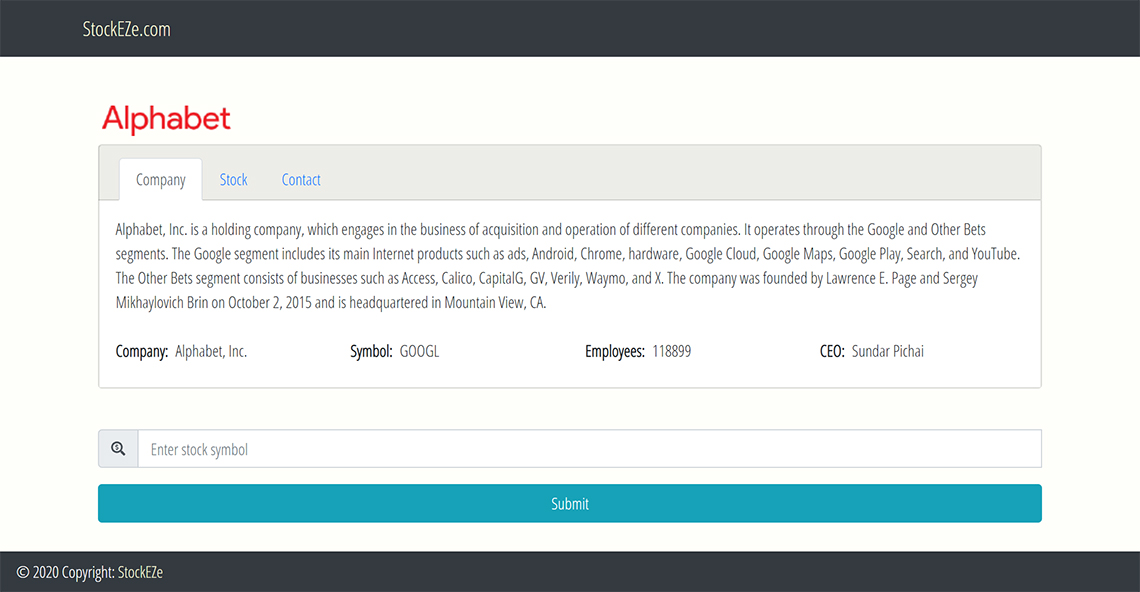 StockEZe.com
Alphabet
Company Stock Contact
Alphabet, Inc. is a holding company, which engages in the business of acquisition and operation of different companies. It operates through the Google and Other Bets
segments. The Google segment includes its main Internet products such as ads, Android, Chrome, hardware, Google Cloud, Google Maps, Google Play, Search, and YouTube.
The Other Bets segment consists of businesses such as Access, Calico, CapitalG, GV, Verily, Waymo, and X. The company was founded by Lawrence E. Page and Sergey
Mikhaylovich Brin on October 2, 2015 and is headquartered in Mountain View, CA.
Company: Alphabet, Inc. Symbol: GOOGL Employees: 118899 CEO: Sundar Pichai
Enter stock symbol
Submit
© 2020 Copyright: StockEZe